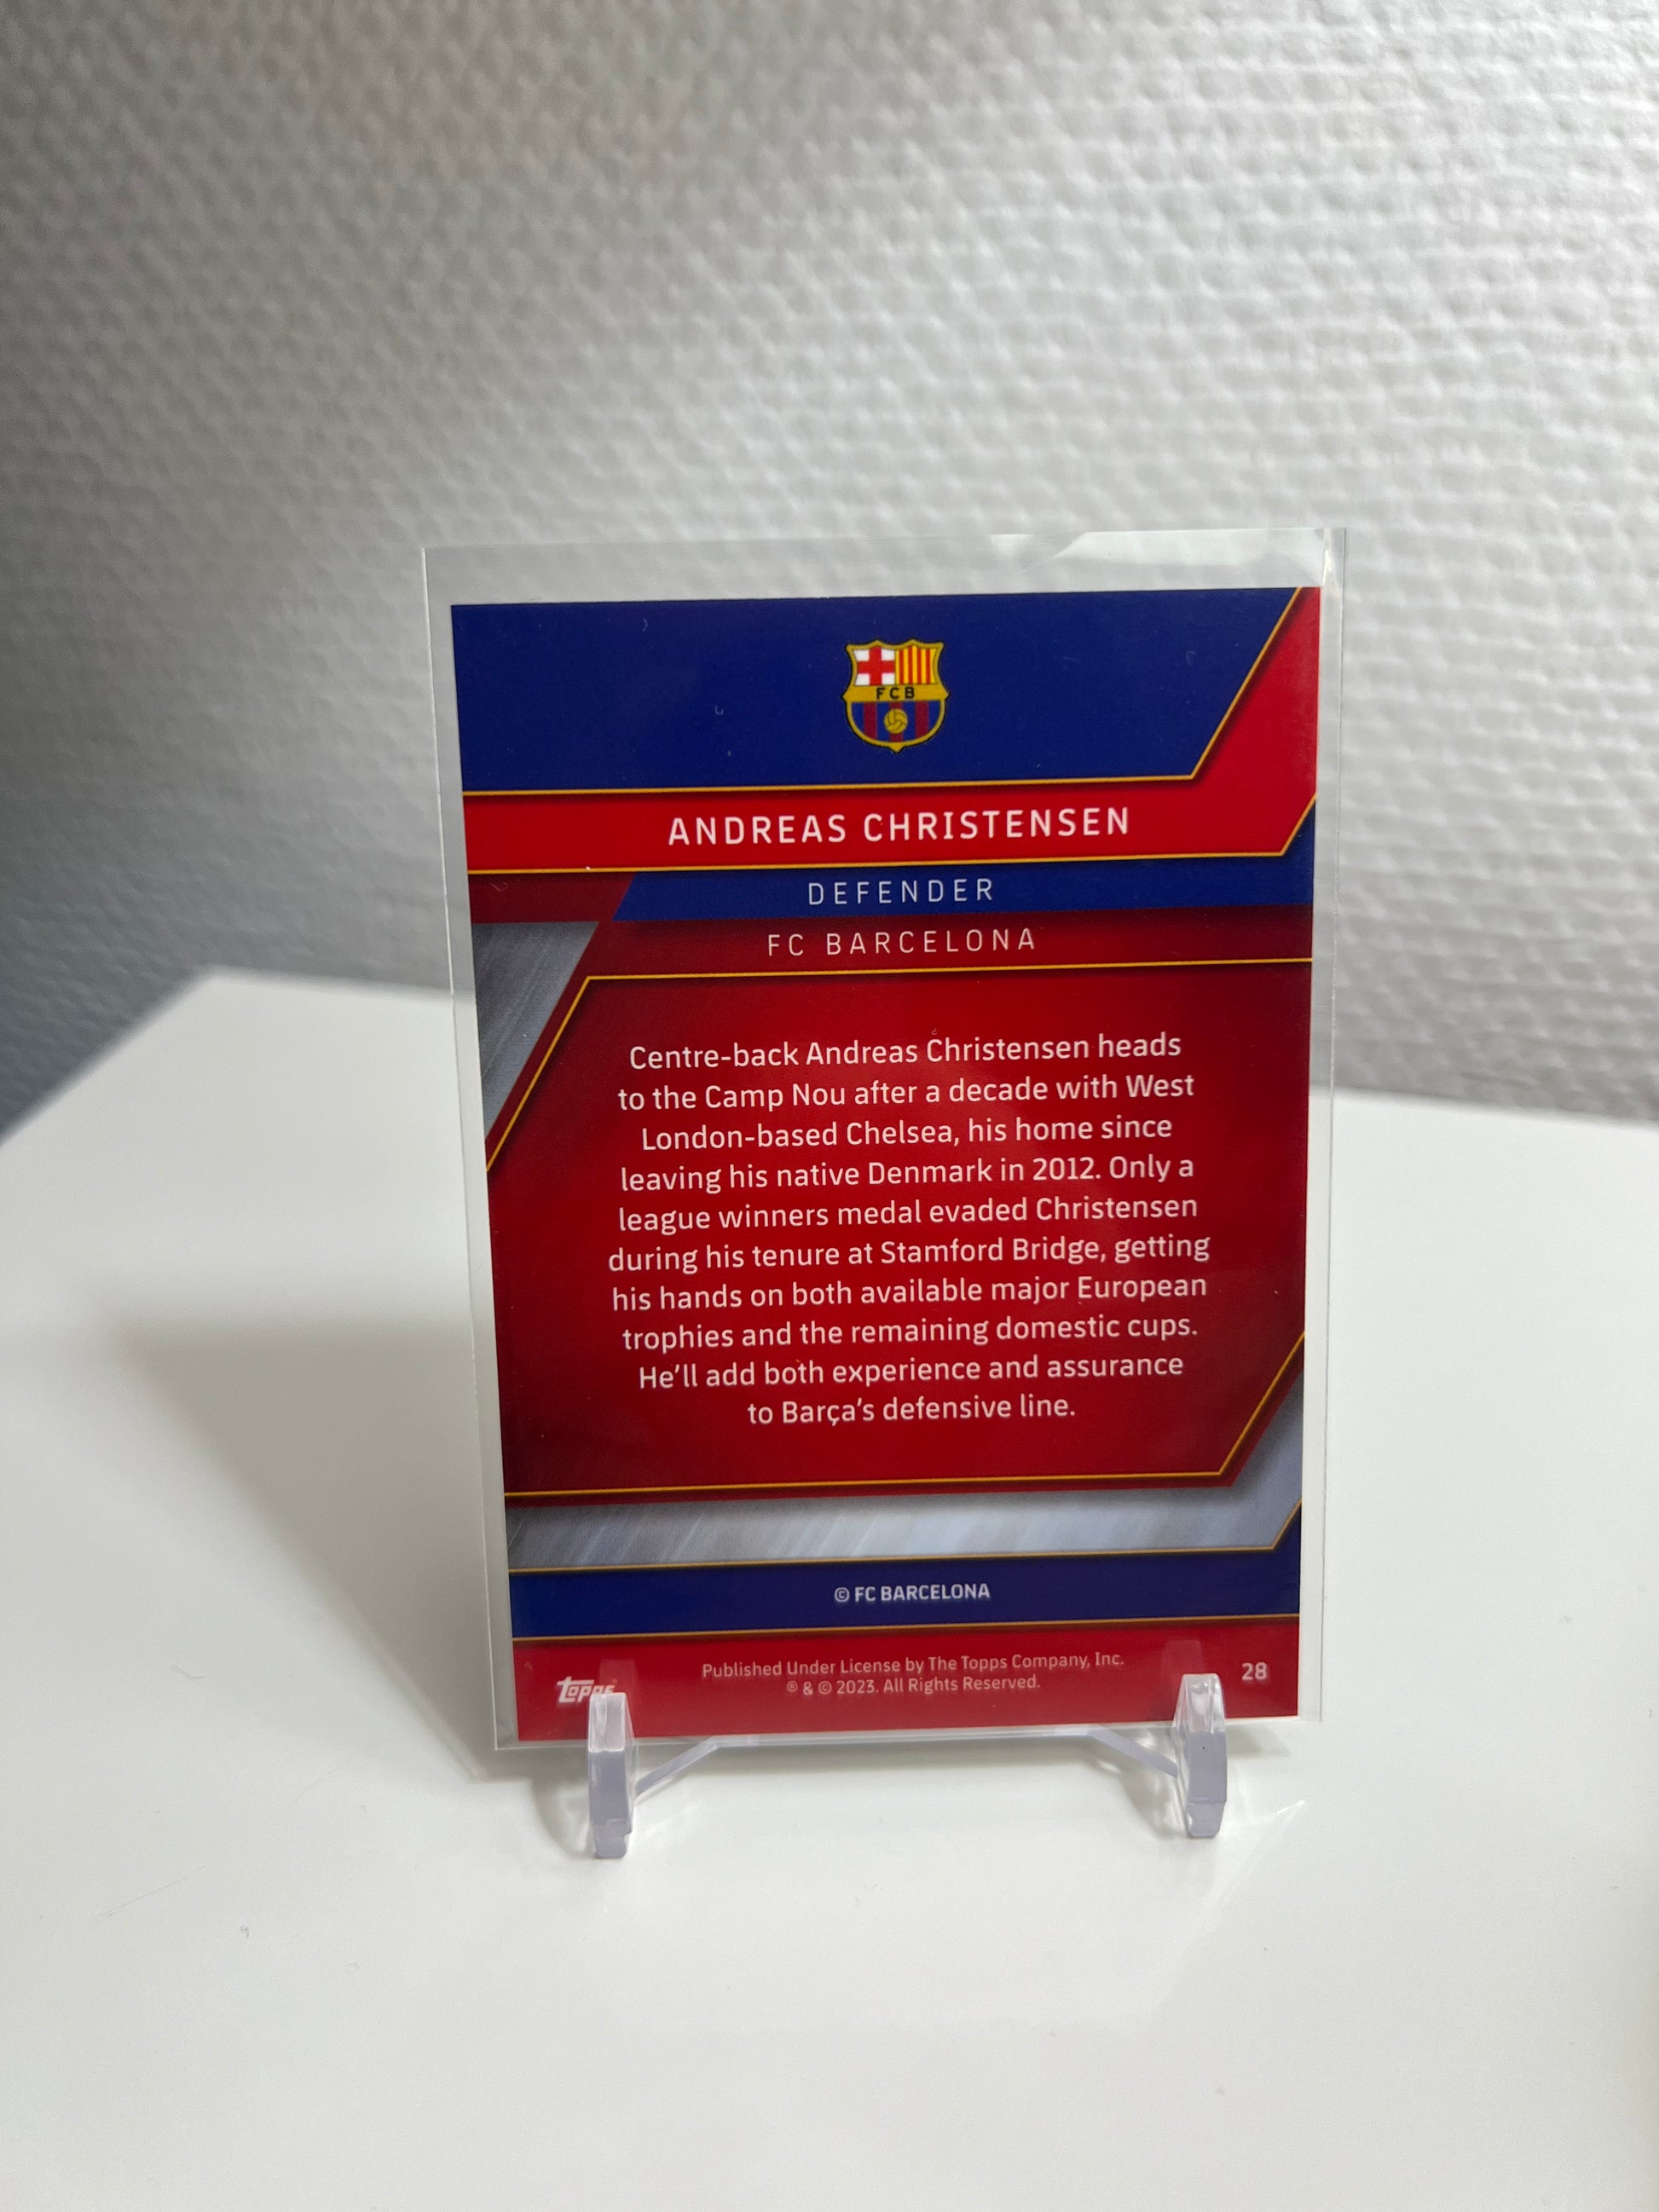 FCB
ANDREAS CHRISTENSEN
DEFENDER
FC BARCELONA
Centre-back Andreas Christensen heads
to the Camp Nou after a decade with West
London-based Chelsea, his home since
leaving his native Denmark in 2012. Only a
league winners medal evaded Christensen
during his tenure at Stamford Bridge, getting
his hands on both available major European
trophies and the remaining domestic cups.
He’ll add both experience and assurance
to Barça’s defensive line.
© FC BARCELONA
Published Under License by The Topps Company, Inc.
® & © 2023. All Rights Reserved.
topps
28